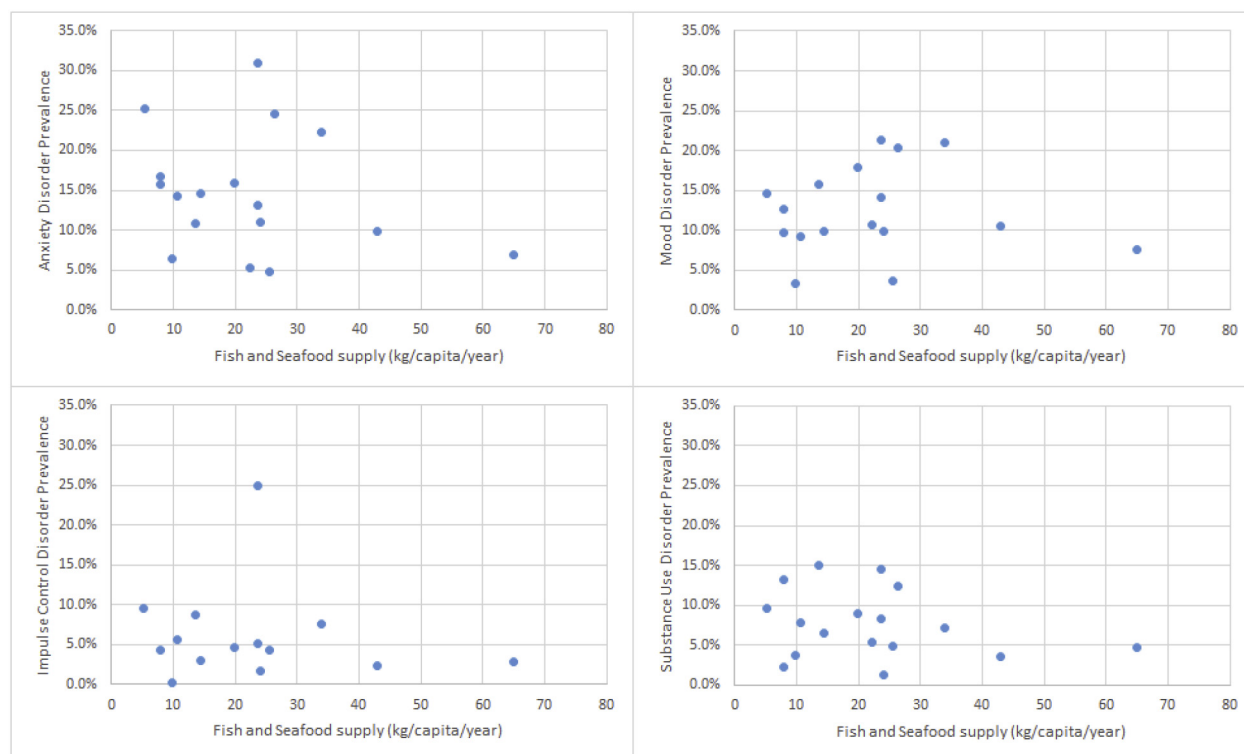 35.0%
30.0%
25.0%
20.0%
15.0%
10.0%
5.0%
0.0%
Anxiety Disorder Prevalence
0 10 20 30 40 50 60 70 80
Fish and Seafood supply (kg/capita/year)
35.0%
30.0%
25.0%
20.0%
15.0%
10.0%
5.0%
0.0%
Mood Disorder Prevalence
0 10 20 30 40 50 60 70 80
Fish and Seafood supply (kg/capita/year)
35.0%
30.0%
25.0%
20.0%
15.0%
10.0%
5.0%
0.0%
Impulse Control Disorder Prevalence
0 10 20 30 40 50 60 70 80
Fish and Seafood supply (kg/capita/year)
35.0%
30.0%
25.0%
20.0%
15.0%
10.0%
5.0%
0.0%
Substance Use Disorder Prevalence
0 10 20 30 40 50 60 70 80
Fish and Seafood supply (kg/capita/year)